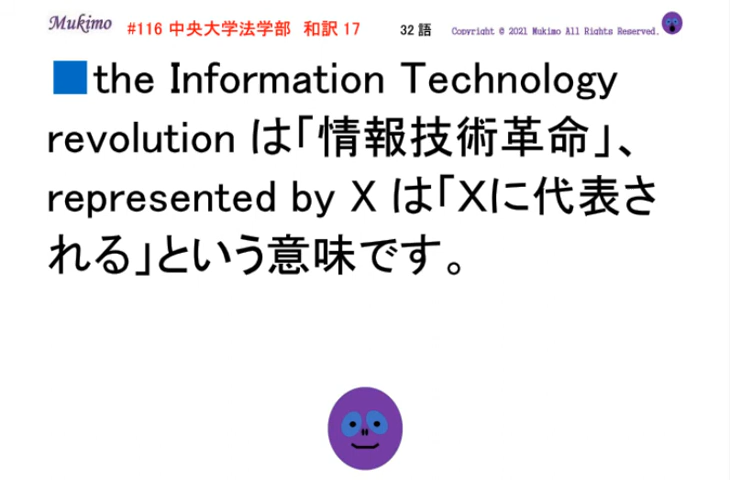 Mukimo #116 中央大学法学部 和訳 17 32 語 Copyright © 2021 Mukimo All Rights Reserved.
■the Information Technology
revolution は「情報技術革命」、
represented by X は「Xに代表さ
れる」という意味です。